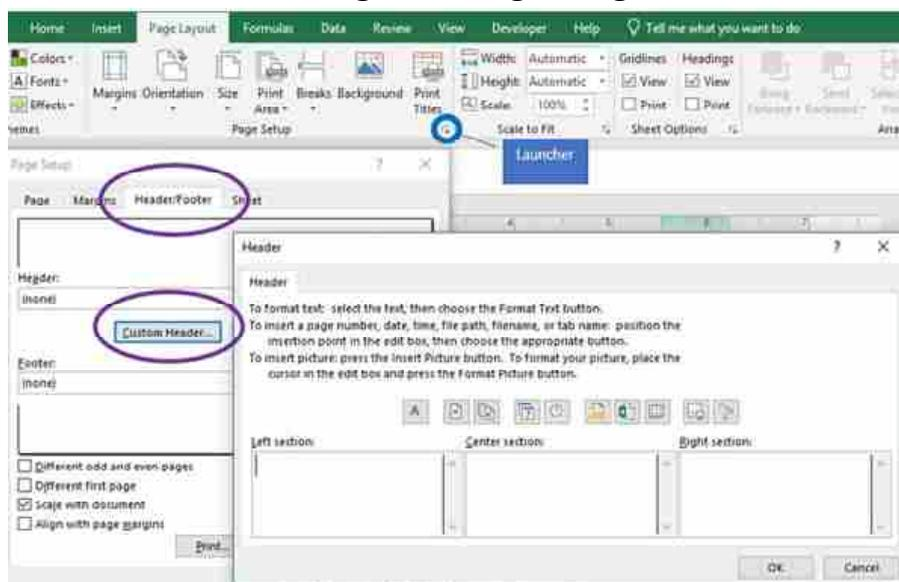 Home Insert Page Layout Formulas Data Review View Developer Help Tell me what you want to do
Colors Width: Automatic Gridlines Headings
A Fonts Margins Orientation Size Print Breaks Background Print Height: Automatic View View Bring Send
Effects Area Titles Scale: 100% Print Print Forward Backward
Page Setup Scale to Fit Sheet Options
Launcher
Page Setup ? ×
Page Margins Header/Footer Sheet
Header ? ×
Header:
(none)
Header
To format text: select the text, then choose the Format Text button.
To insert a page number, date, time, file path, filename, or tab name: position the
insertion point in the edit box, then choose the appropriate button.
To insert picture: press the Insert Picture button. To format your picture, place the
cursor in the edit box and press the Format Picture button.
Custom Header...
Footer:
(none)
A
Left section: Center section: Right section:
Different odd and even pages
Different first page
Scale with document
Align with page margins
Print...
OK Cancel